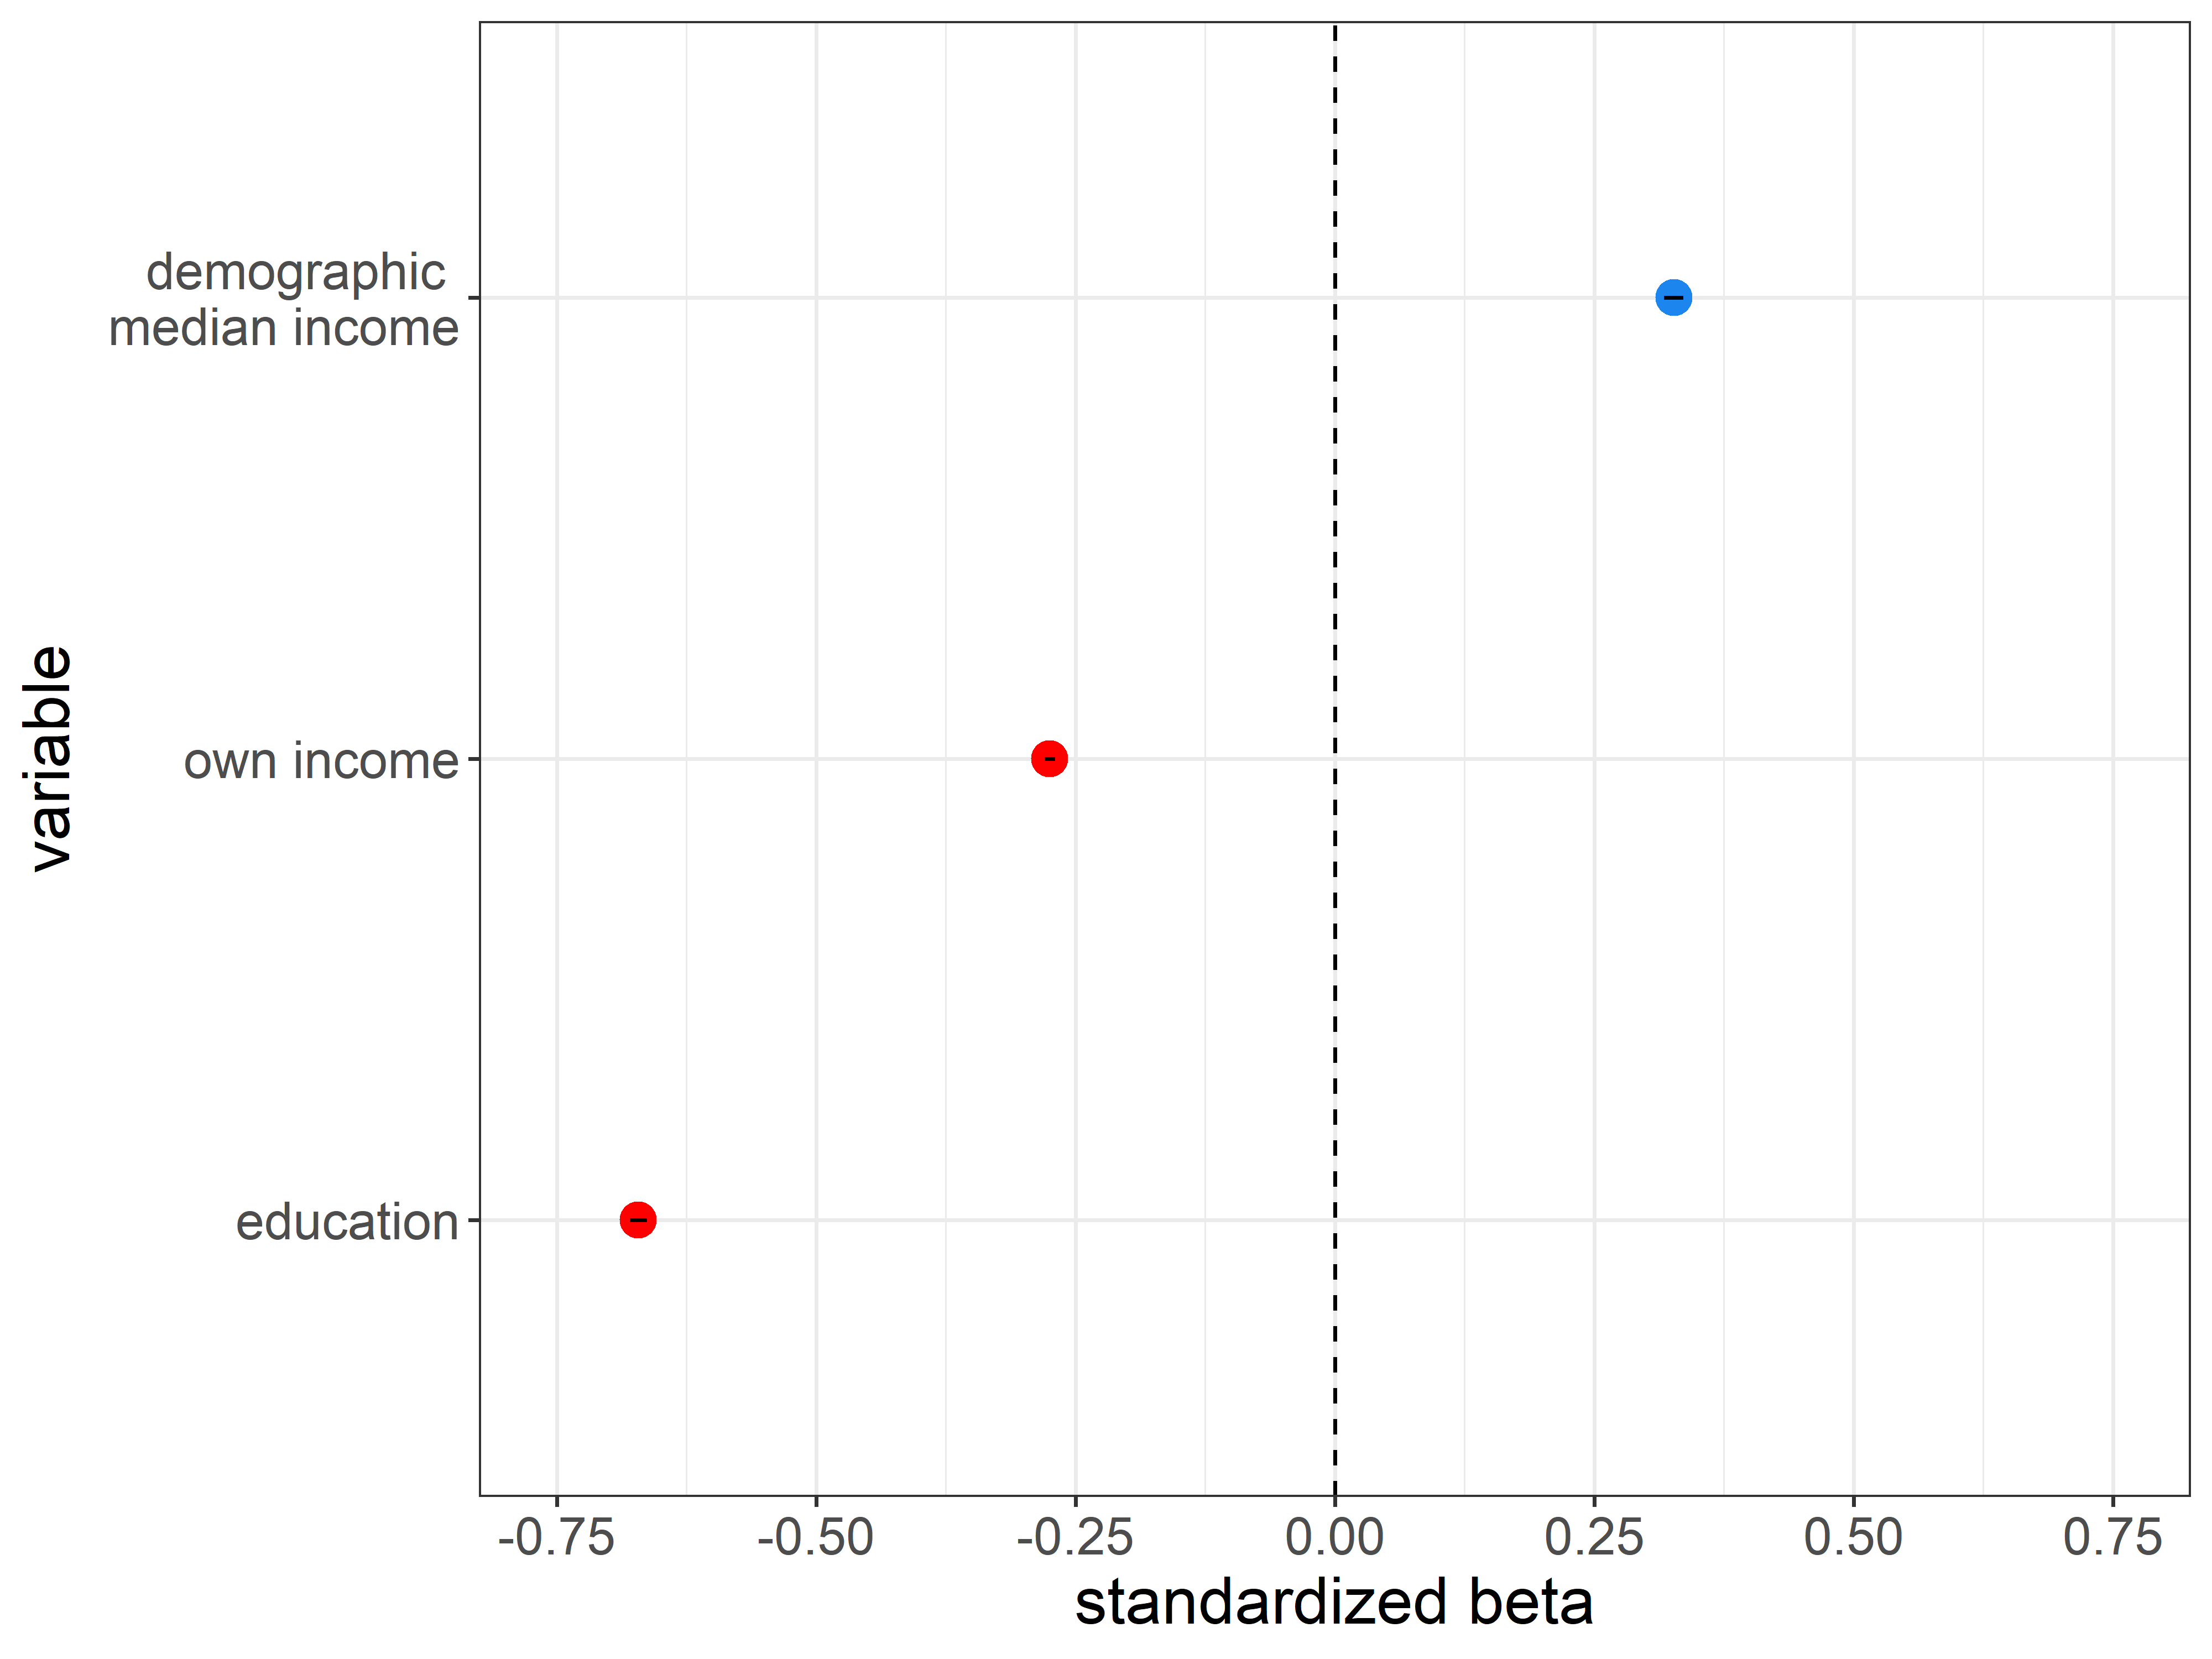 demographic
median income
own income
education
variable
-0.75 -0.50 -0.25 0.00 0.25 0.50 0.75
standardized beta